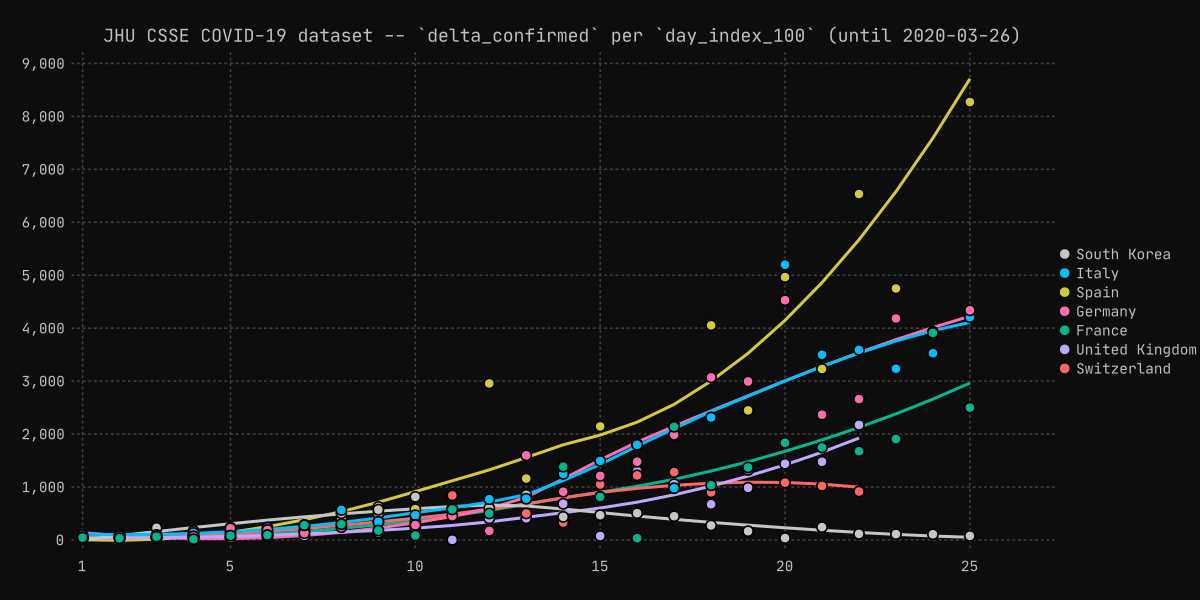 JHU CSSE COVID-19 dataset -- `delta_confirmed` per `day_index_100` (until 2020-03-26)
9,000
8,000
7,000
6,000
5,000
4,000
3,000
2,000
1,000
0
1 5 10 15 20 25
South Korea
Italy
Spain
Germany
France
United Kingdom
Switzerland